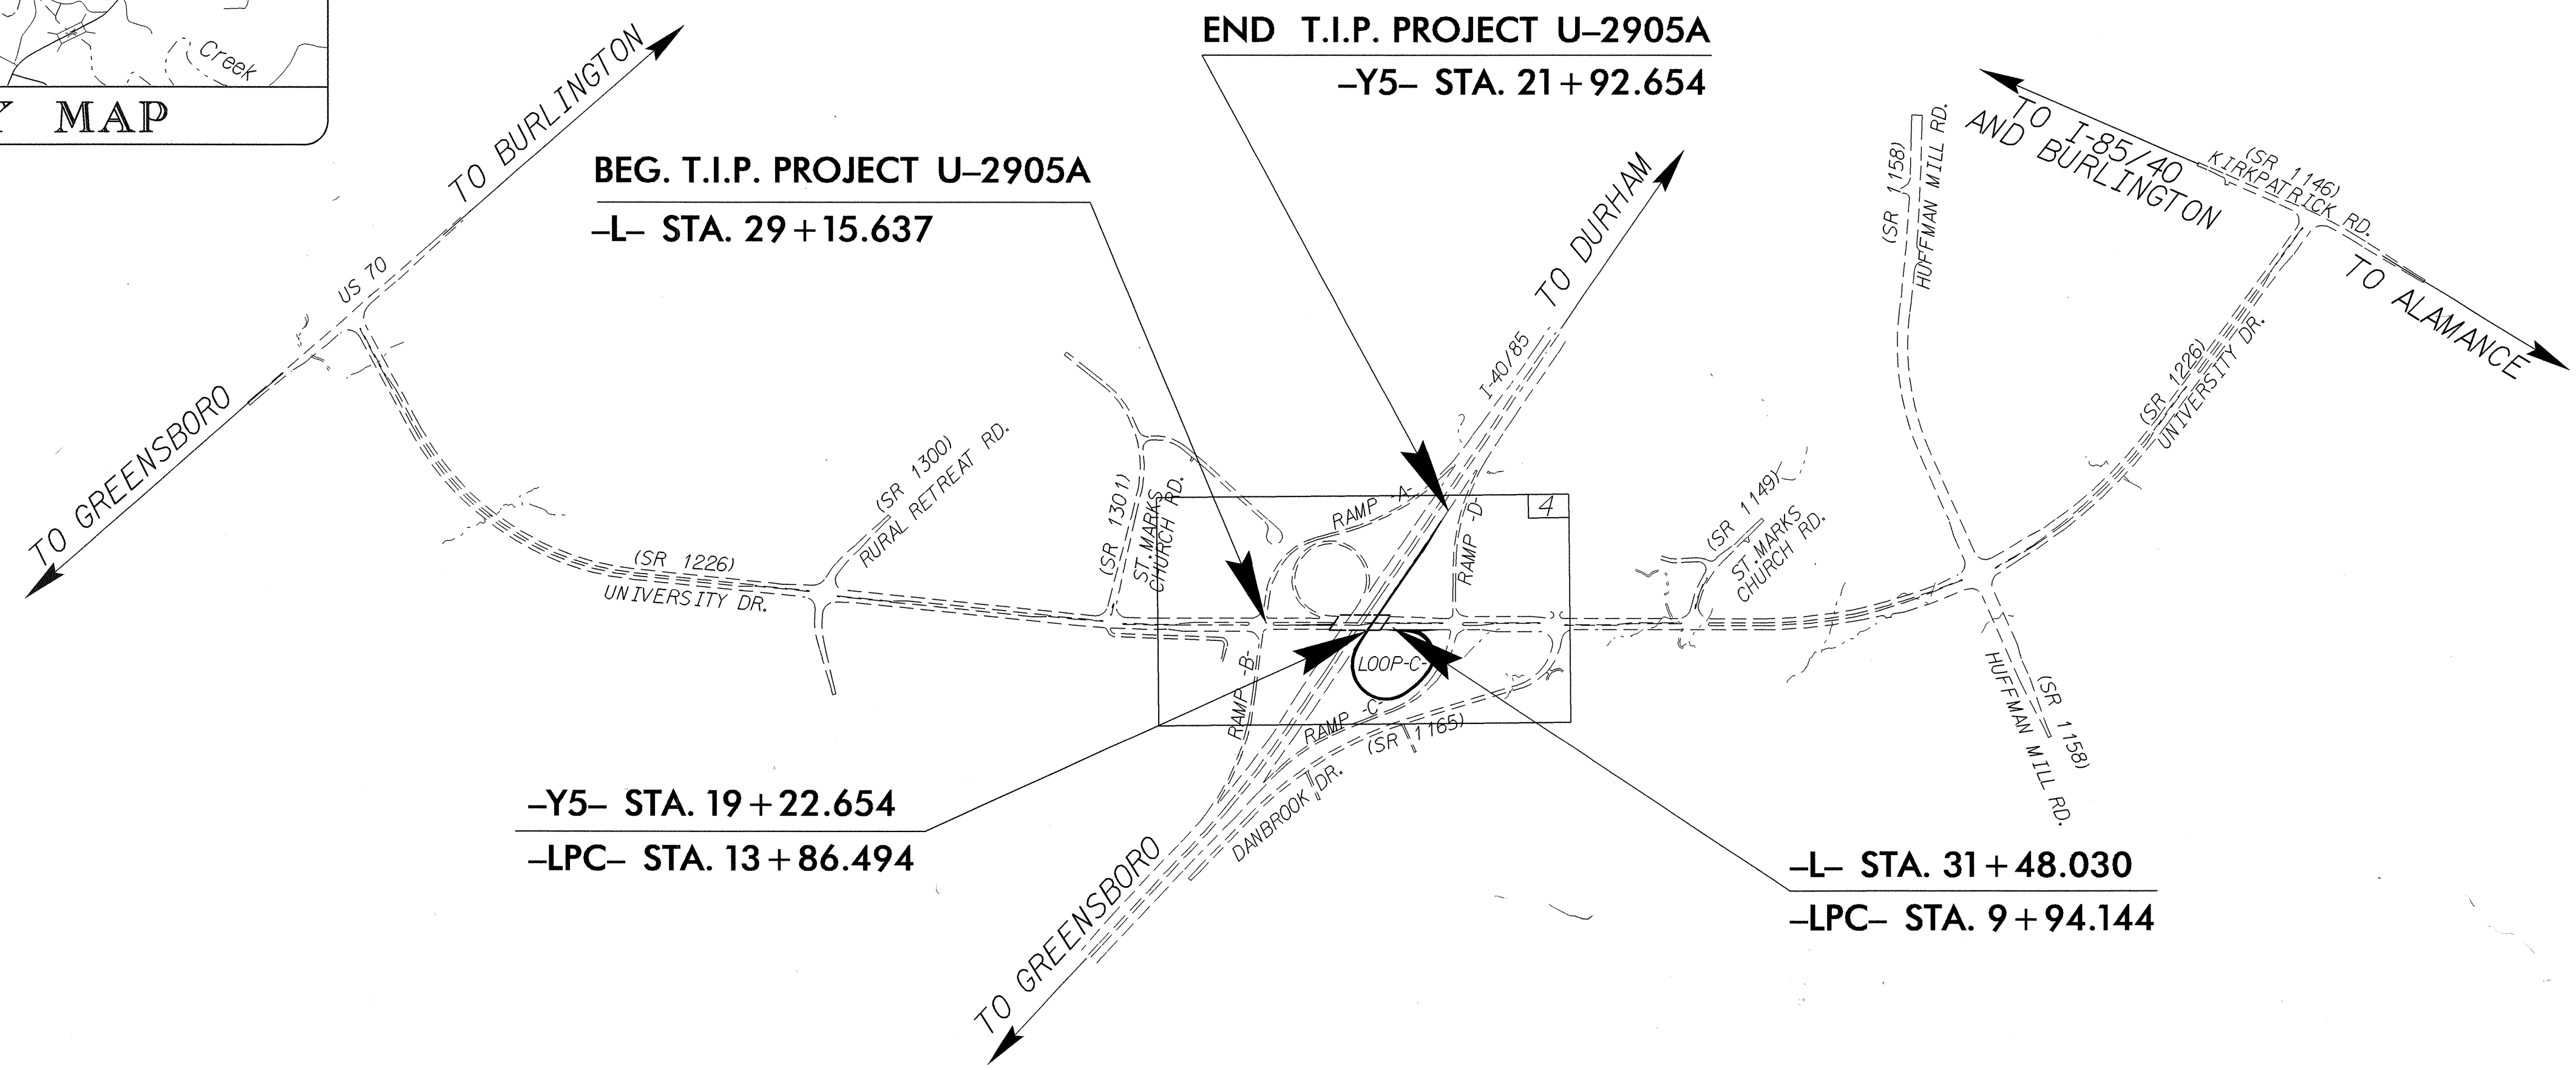 Creek
Y MAP
END T.I.P. PROJECT U–2905A
–Y5– STA. 21+92.654
BEG. T.I.P. PROJECT U–2905A
–L– STA. 29+15.637
TO BURLINGTON
US 70
TO GREENSBORO
TO DURHAM
I-40/85
TO I-85/40
AND BURLINGTON
(SR 1146)
KIRKPATRICK RD.
TO ALAMANCE
(SR 1158)
HUFFMAN MILL RD.
(SR 1226)
UNIVERSITY DR.
(SR 1300)
RURAL RETREAT RD.
(SR 1226)
UNIVERSITY DR.
(SR 1301)
ST. MARKS
CHURCH RD.
RAMP -A-
RAMP -D-
4
(SR 1149)
ST. MARKS
CHURCH RD.
LOOP-C-
RAMP -B-
RAMP -C-
(SR 1165)
DANBROOK DR.
(SR 1158)
HUFFMAN MILL RD.
–Y5– STA. 19+22.654
–LPC– STA. 13+86.494
–L– STA. 31+48.030
–LPC– STA. 9+94.144
TO GREENSBORO